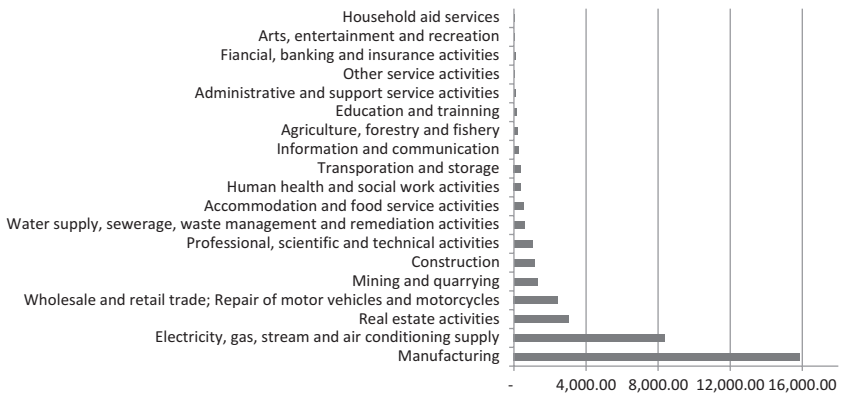 Household aid services
Arts, entertainment and recreation
Fiancial, banking and insurance activities
Other service activities
Administrative and support service activities
Education and trainning
Agriculture, forestry and fishery
Information and communication
Transporation and storage
Human health and social work activities
Accommodation and food service activities
Water supply, sewerage, waste management and remediation activities
Professional, scientific and technical activities
Construction
Mining and quarrying
Wholesale and retail trade; Repair of motor vehicles and motorcycles
Real estate activities
Electricity, gas, stream and air conditioning supply
Manufacturing
- 4,000.00 8,000.00 12,000.00 16,000.00